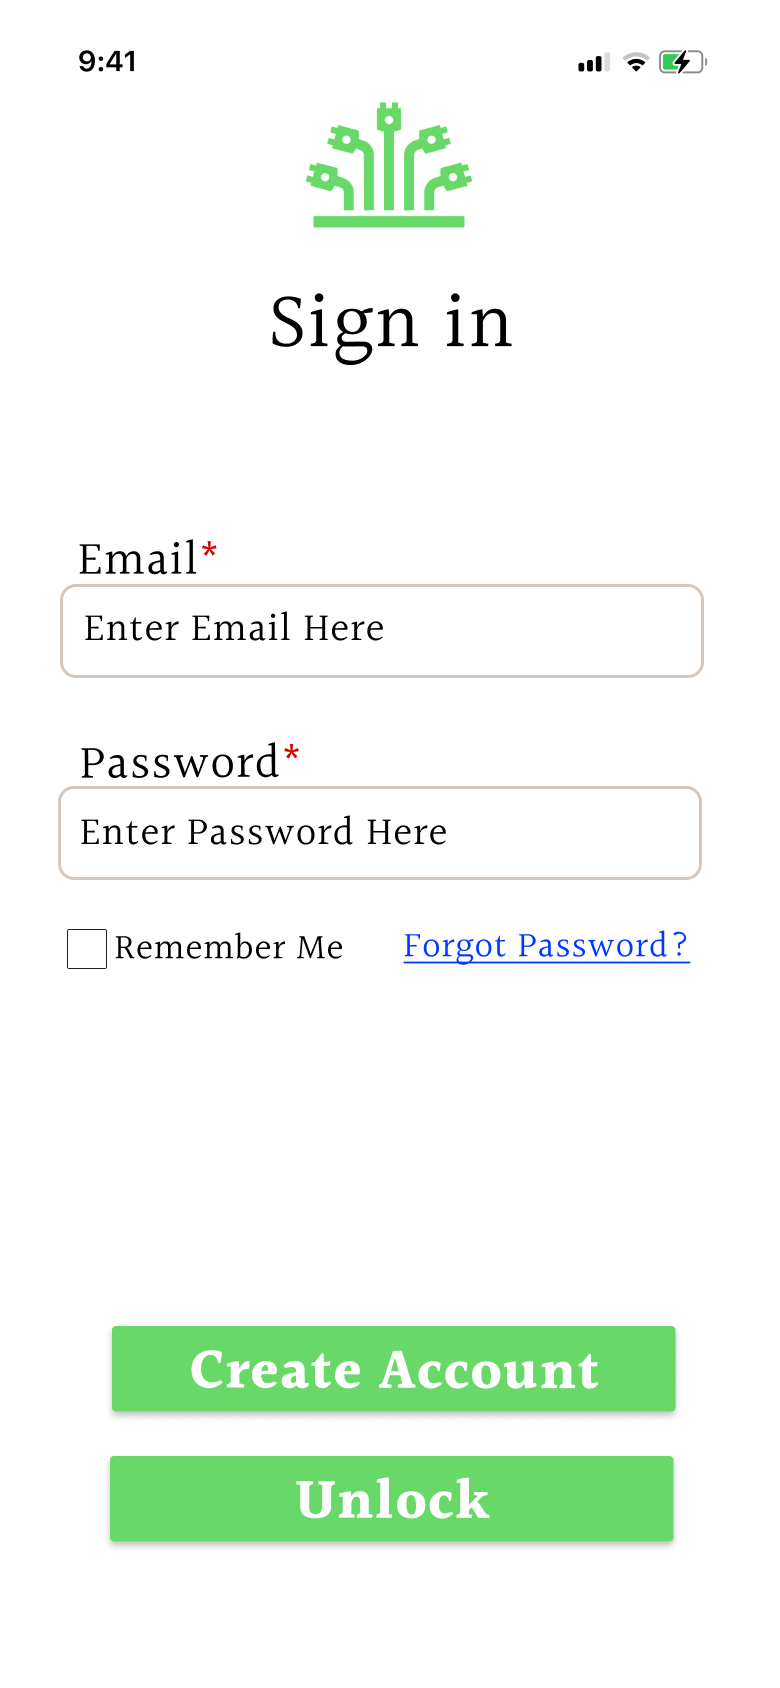 9:41
Sign in
Email*
Enter Email Here
Password*
Enter Password Here
Remember Me Forgot Password?
Create Account
Unlock